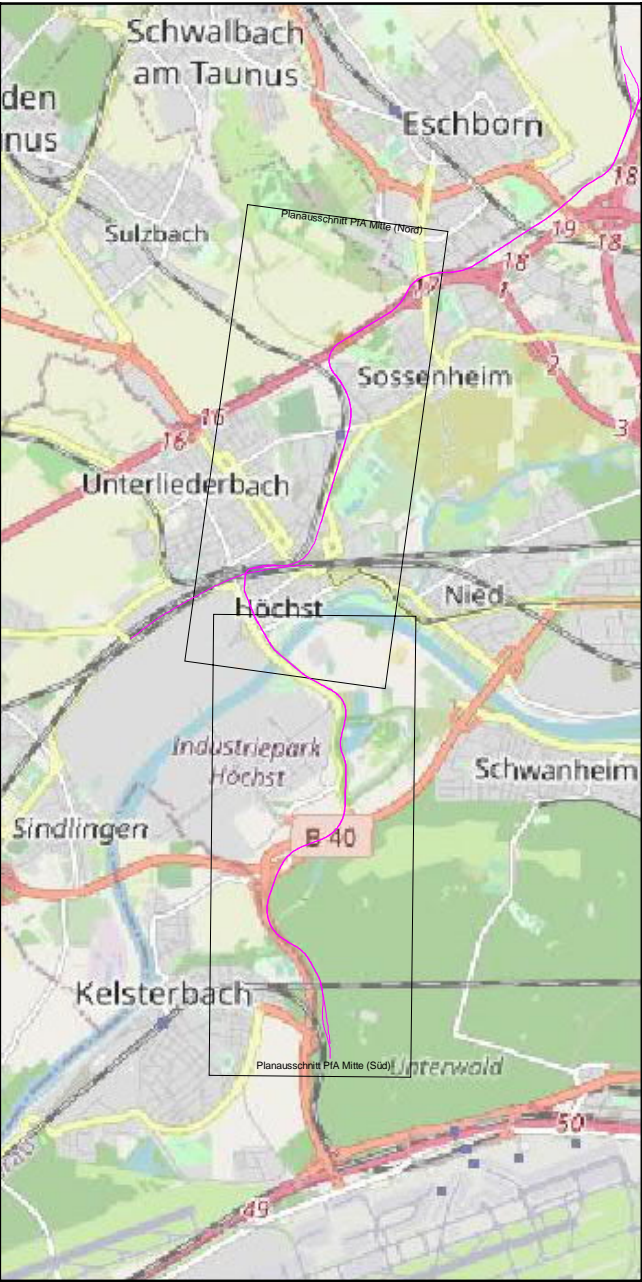 Schwalbach
am Taunus
den
nus
Eschborn
18
Planausschnitt PfA Mitte (Nord)
Sulzbach
19
18
18
17
1
2
Sossenheim
3
16
16
Unterliederbach
Höchst
Nied
Industriepark
Höchst
Schwanheim
Sindlingen
B 40
Kelsterbach
Planausschnitt PfA Mitte (Süd)
Unterwald
50
49